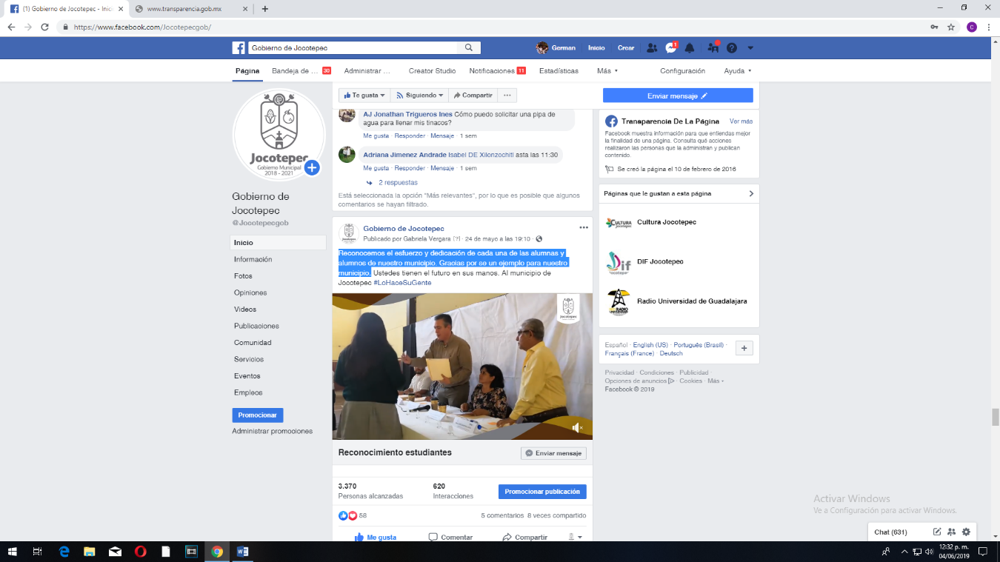 (1) Gobierno de Jocotepec - Inic
www.transparencia.gob.mx
https://www.facebook.com/Jocotepecgob/
C
Gobierno de Jocotepec
German
Inicio
Crear
1
Página
Bandeja de ... 30
Administrar ...
Creator Studio
Notificaciones 11
Estadísticas
Más
Configuración
Ayuda
Te gusta
Siguiendo
Compartir
Enviar mensaje
Jocotepec
Gobierno Municipal
2018 - 2021
Gobierno de
Jocotepec
@Jocotepecgob
Inicio
Información
Fotos
Opiniones
Videos
Publicaciones
Comunidad
Servicios
Eventos
Empleos
Promocionar
Administrar promociones
AJ Jonathan Trigueros Ines Cómo puedo solicitar una pipa de
agua para llenar mis tinacos?
Me gusta · Responder · Mensaje · 1 sem
Adriana Jimenez Andrade Isabel DE Xilonzochitl asta las 11:30
Me gusta · Responder · Mensaje · 1 sem
2 respuestas
Está seleccionada la opción "Más relevantes", por lo que es posible que algunos
comentarios se hayan filtrado.
Gobierno de Jocotepec
Publicado por Gabriela Vergara [?] · 24 de mayo a las 19:10 ·
Reconocemos el esfuerzo y dedicación de cada una de las alumnas y
alumnos de nuestro municipio. Gracias por se un ejemplo para nuestro
municipio. Ustedes tienen el futuro en sus manos. Al municipio de
Jocotepec #LoHaceSuGente
Jocotepec
Reconocimiento estudiantes
Enviar mensaje
3.370
Personas alcanzadas
620
Interacciones
Promocionar publicación
58
5 comentarios 8 veces compartido
Me gusta
Comentar
Compartir
Transparencia De La Página
Ver más
Facebook muestra información para que entiendas mejor
la finalidad de una página. Consulta qué acciones
realizaron las personas que la administran y publican
contenido.
Se creó la página el 10 de febrero de 2016
Páginas que le gustan a esta página
CULTURA
Jocotepec
Cultura Jocotepec
Dif
DIF Jocotepec
RADIO
Radio Universidad de Guadalajara
Español · English (US) · Português (Brasil) ·
Français (France) · Deutsch
Privacidad · Condiciones · Publicidad ·
Opciones de anuncios · Cookies · Más
Facebook © 2019
Activar Windows
Ve a Configuración para activar Windows.
Chat (631)
12:32 p. m.
04/06/2019